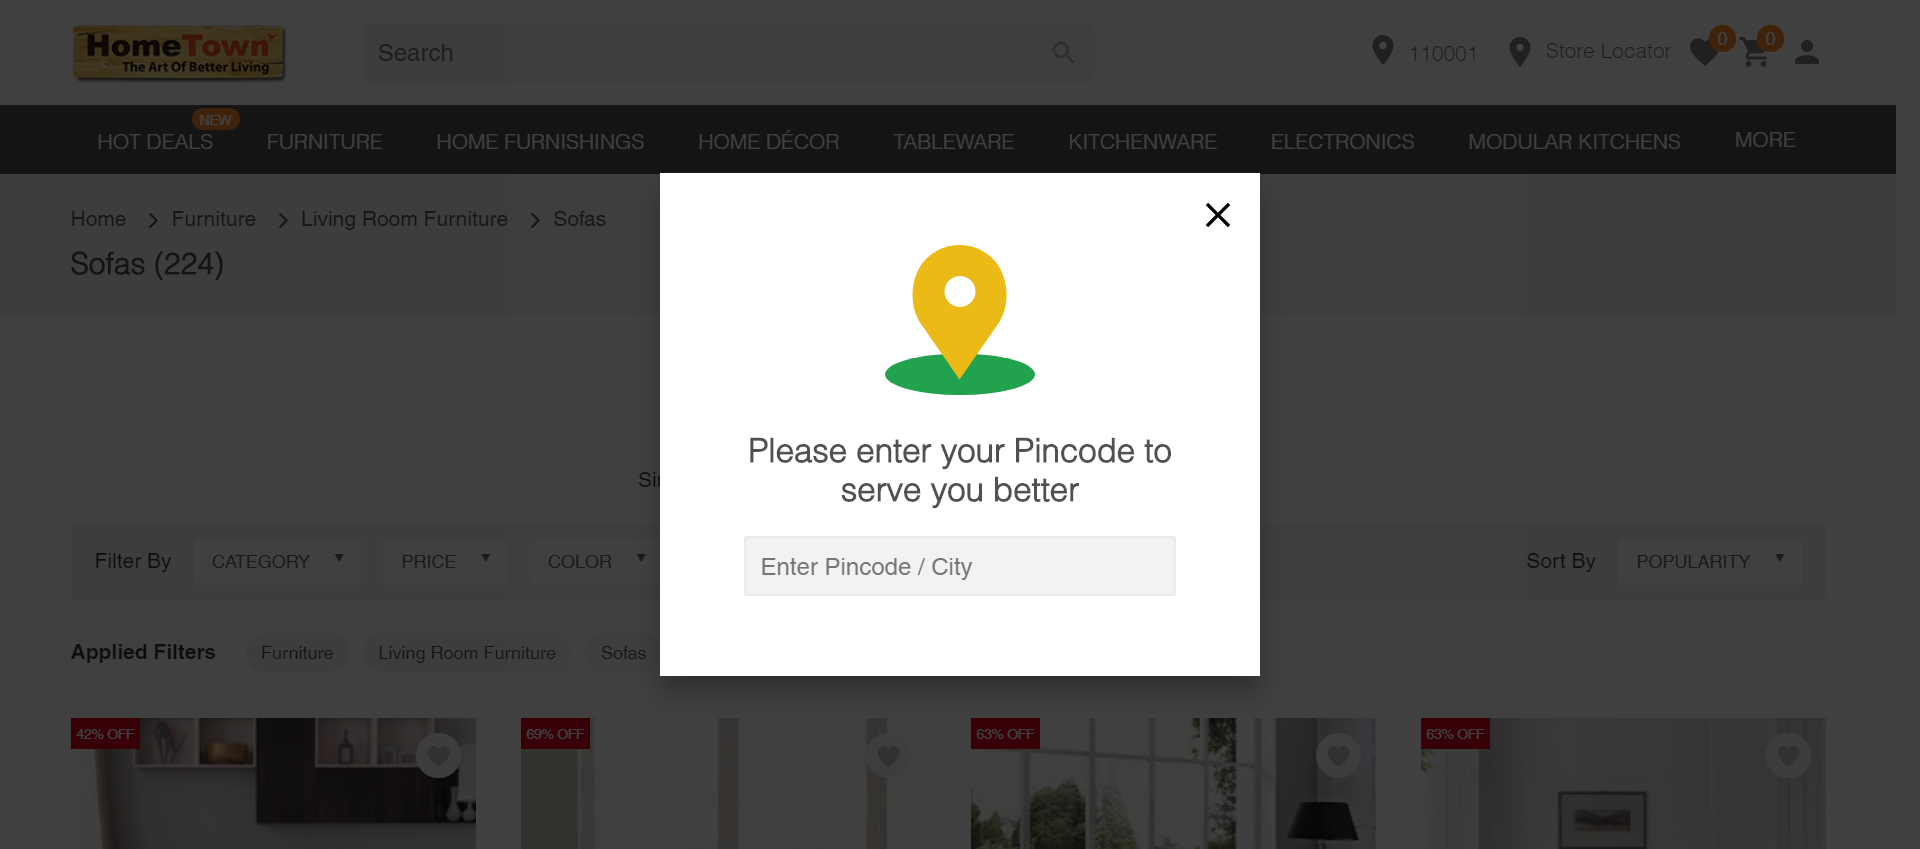 HomeTown
The Art Of Better Living
Search
110001
Store Locator
0
0
HOT DEALS
NEW
FURNITURE
HOME FURNISHINGS
HOME DÉCOR
TABLEWARE
KITCHENWARE
ELECTRONICS
MODULAR KITCHENS
MORE
Home
Furniture
Living Room Furniture
Sofas
Sofas (224)
Please enter your Pincode to
serve you better
Enter Pincode / City
Filter By
CATEGORY
PRICE
COLOR
Sort By
POPULARITY
Applied Filters
Furniture
Living Room Furniture
Sofas
42% OFF
69% OFF
63% OFF
63% OFF